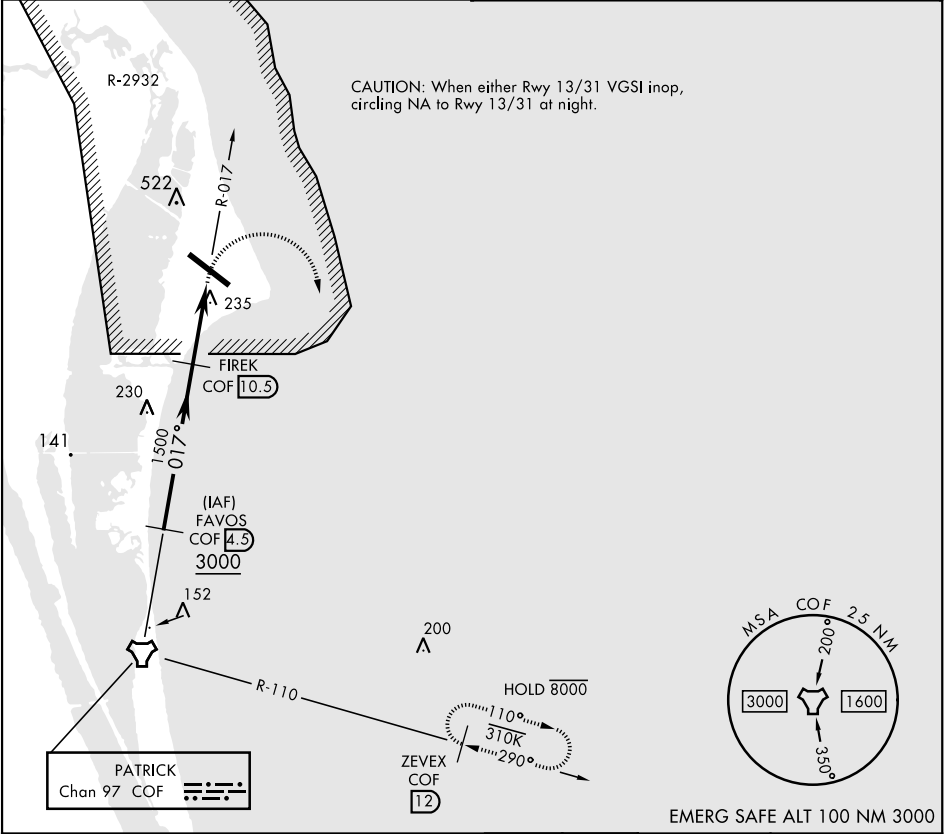 R-2932
CAUTION: When either Rwy 13/31 VGSI inop,
circling NA to Rwy 13/31 at night.
R-017
522
235
FIREK
COF 10.5
230
141
1500
017°
(IAF)
FAVOS
COF 4.5
3000
152
200
R-110
HOLD 8000
110°
310K
290°
ZEVEX
COF
12
PATRICK
Chan 97 COF
MSA COF 25 NM
200°
3000
1600
350°
EMERG SAFE ALT 100 NM 3000